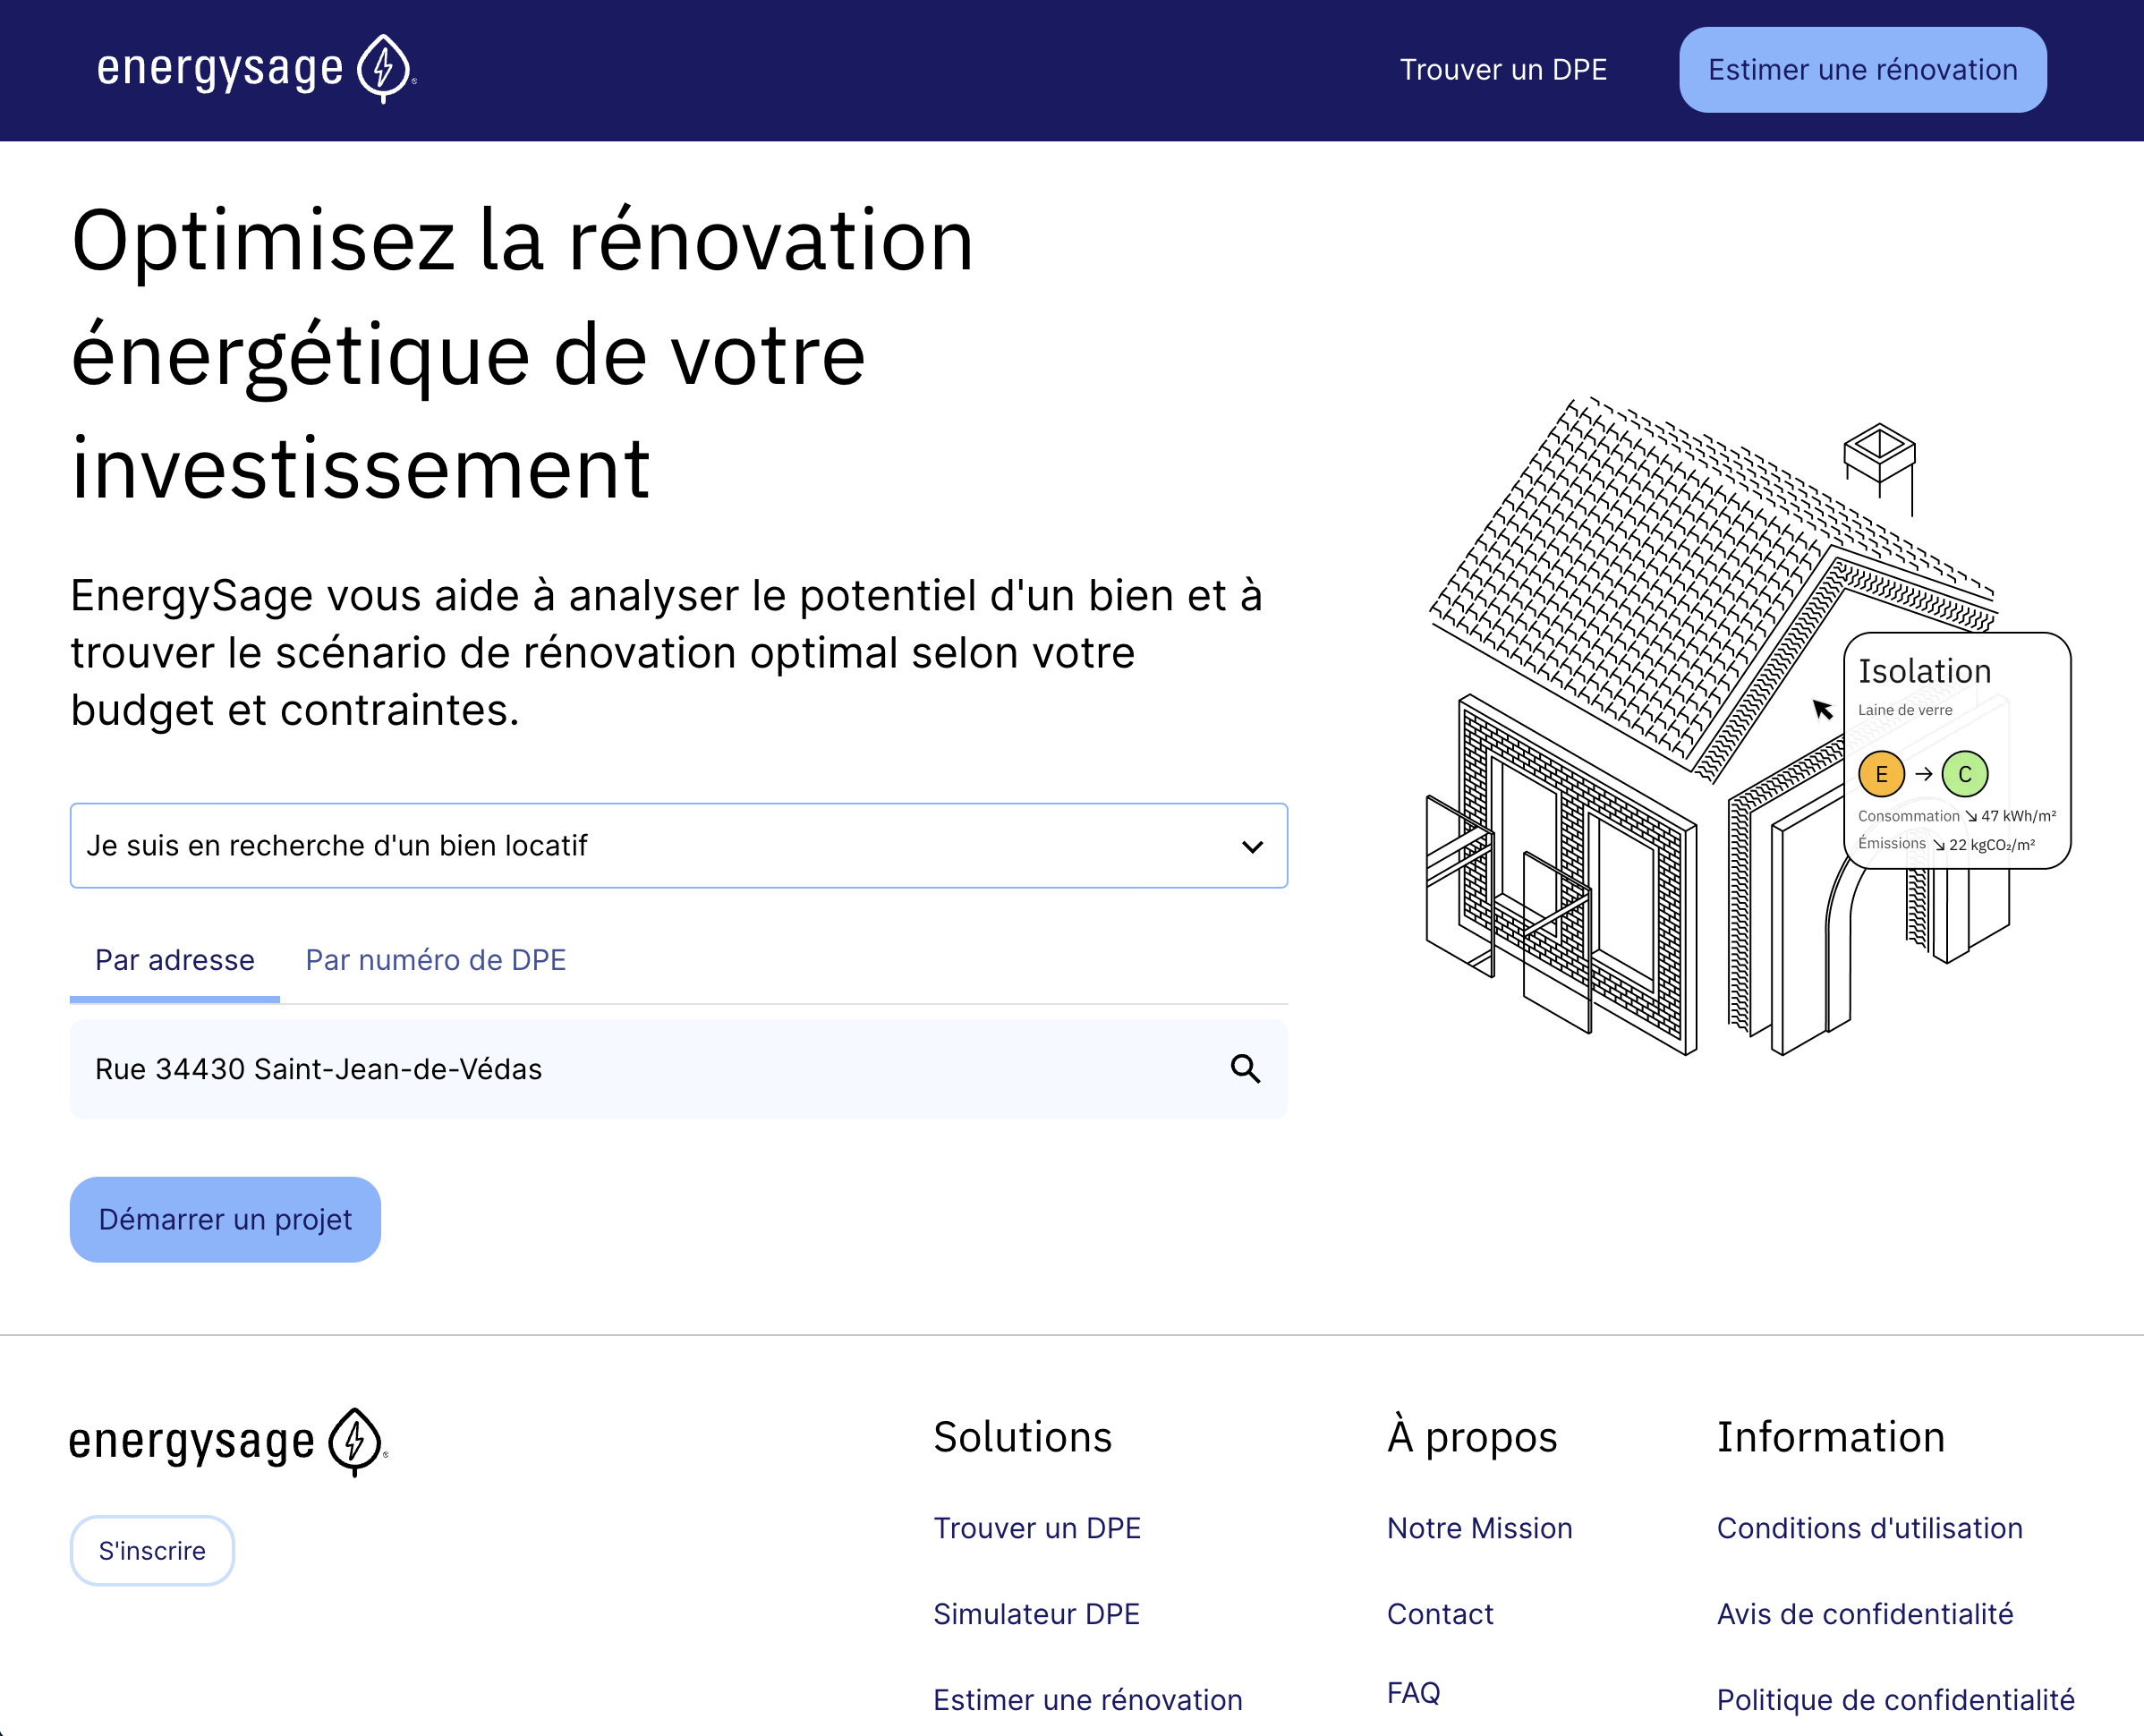 energysage
Trouver un DPE
Estimer une rénovation
Optimisez la rénovation
énergétique de votre
investissement
EnergySage vous aide à analyser le potentiel d'un bien et à
trouver le scénario de rénovation optimal selon votre
budget et contraintes.
Je suis en recherche d'un bien locatif
Par adresse
Par numéro de DPE
Rue 34430 Saint-Jean-de-Védas
Démarrer un projet
Isolation
Laine de verre
E → C
Consommation ↘ 47 kWh/m²
Émissions ↘ 22 kgCO₂/m²
energysage
S'inscrire
Solutions
Trouver un DPE
Simulateur DPE
Estimer une rénovation
À propos
Notre Mission
Contact
FAQ
Information
Conditions d'utilisation
Avis de confidentialité
Politique de confidentialité